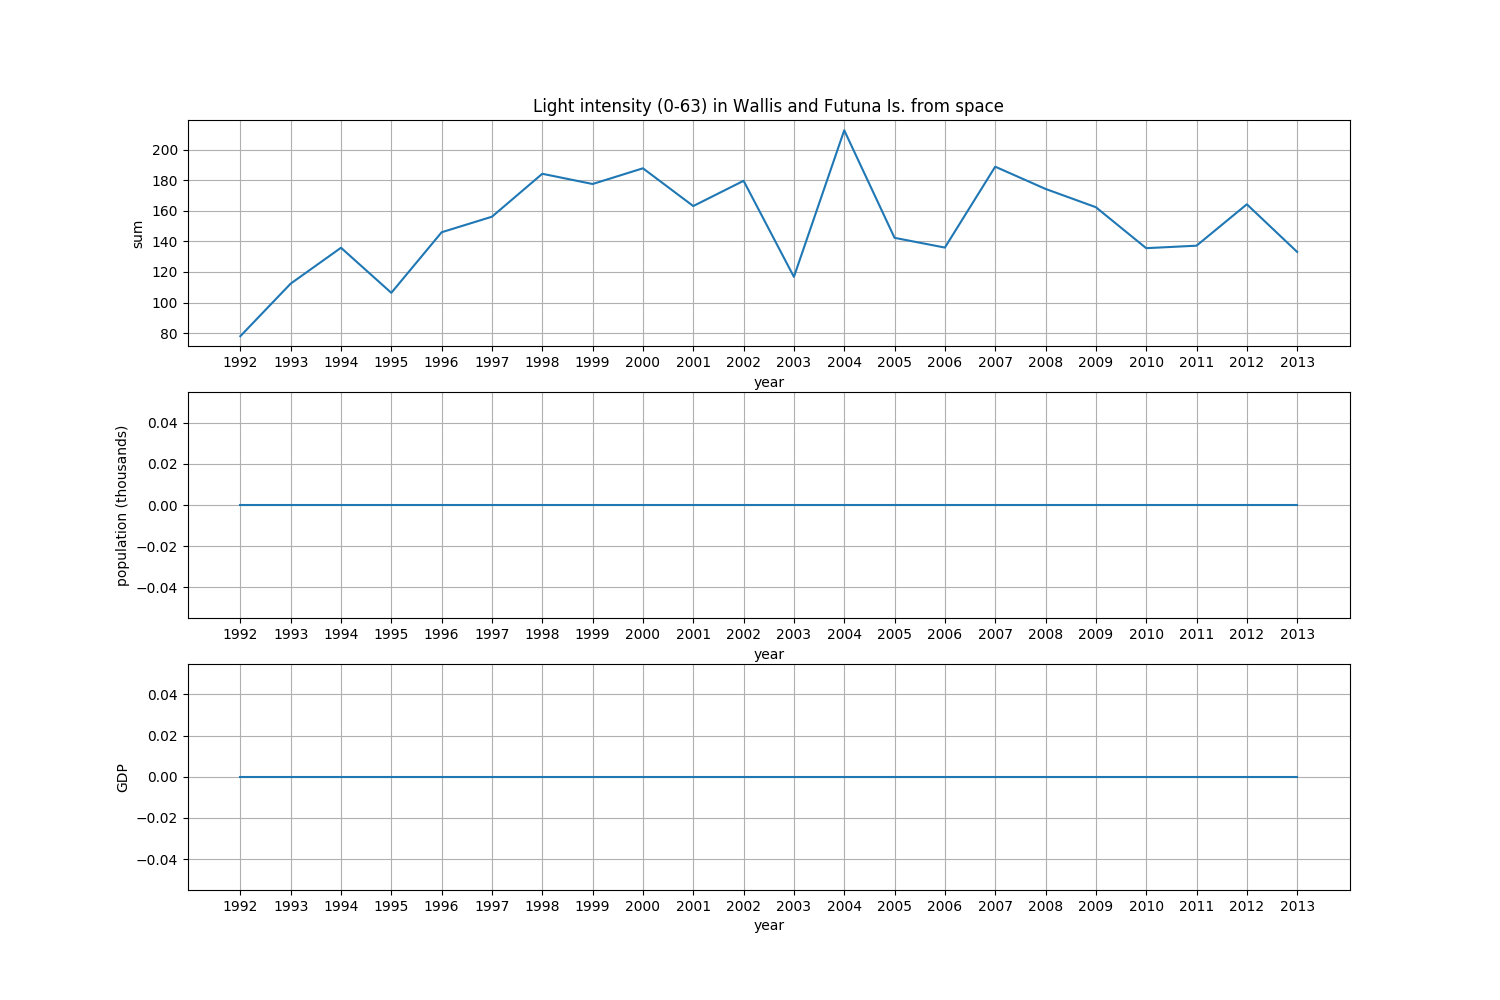 Light intensity (0-63) in Wallis and Futuna Is. from space
200
180
160
140
120
100
80
sum
1992 1993 1994 1995 1996 1997 1998 1999 2000 2001 2002 2003 2004 2005 2006 2007 2008 2009 2010 2011 2012 2013
year
0.04
0.02
0.00
−0.02
−0.04
population (thousands)
1992 1993 1994 1995 1996 1997 1998 1999 2000 2001 2002 2003 2004 2005 2006 2007 2008 2009 2010 2011 2012 2013
year
0.04
0.02
0.00
−0.02
−0.04
GDP
1992 1993 1994 1995 1996 1997 1998 1999 2000 2001 2002 2003 2004 2005 2006 2007 2008 2009 2010 2011 2012 2013
year